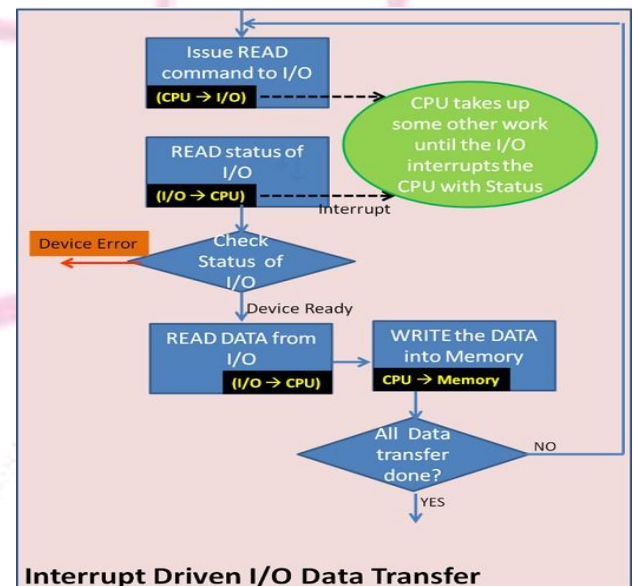 Issue READ
command to I/O
(CPU → I/O)
CPU takes up
some other work
until the I/O
interrupts the
CPU with Status
READ status of
I/O
(I/O → CPU)
Interrupt
Device Error
Check
Status of
I/O
Device Ready
READ DATA from
I/O
(I/O → CPU)
WRITE the DATA
into Memory
CPU → Memory
All Data
transfer
done?
NO
YES
Interrupt Driven I/O Data Transfer